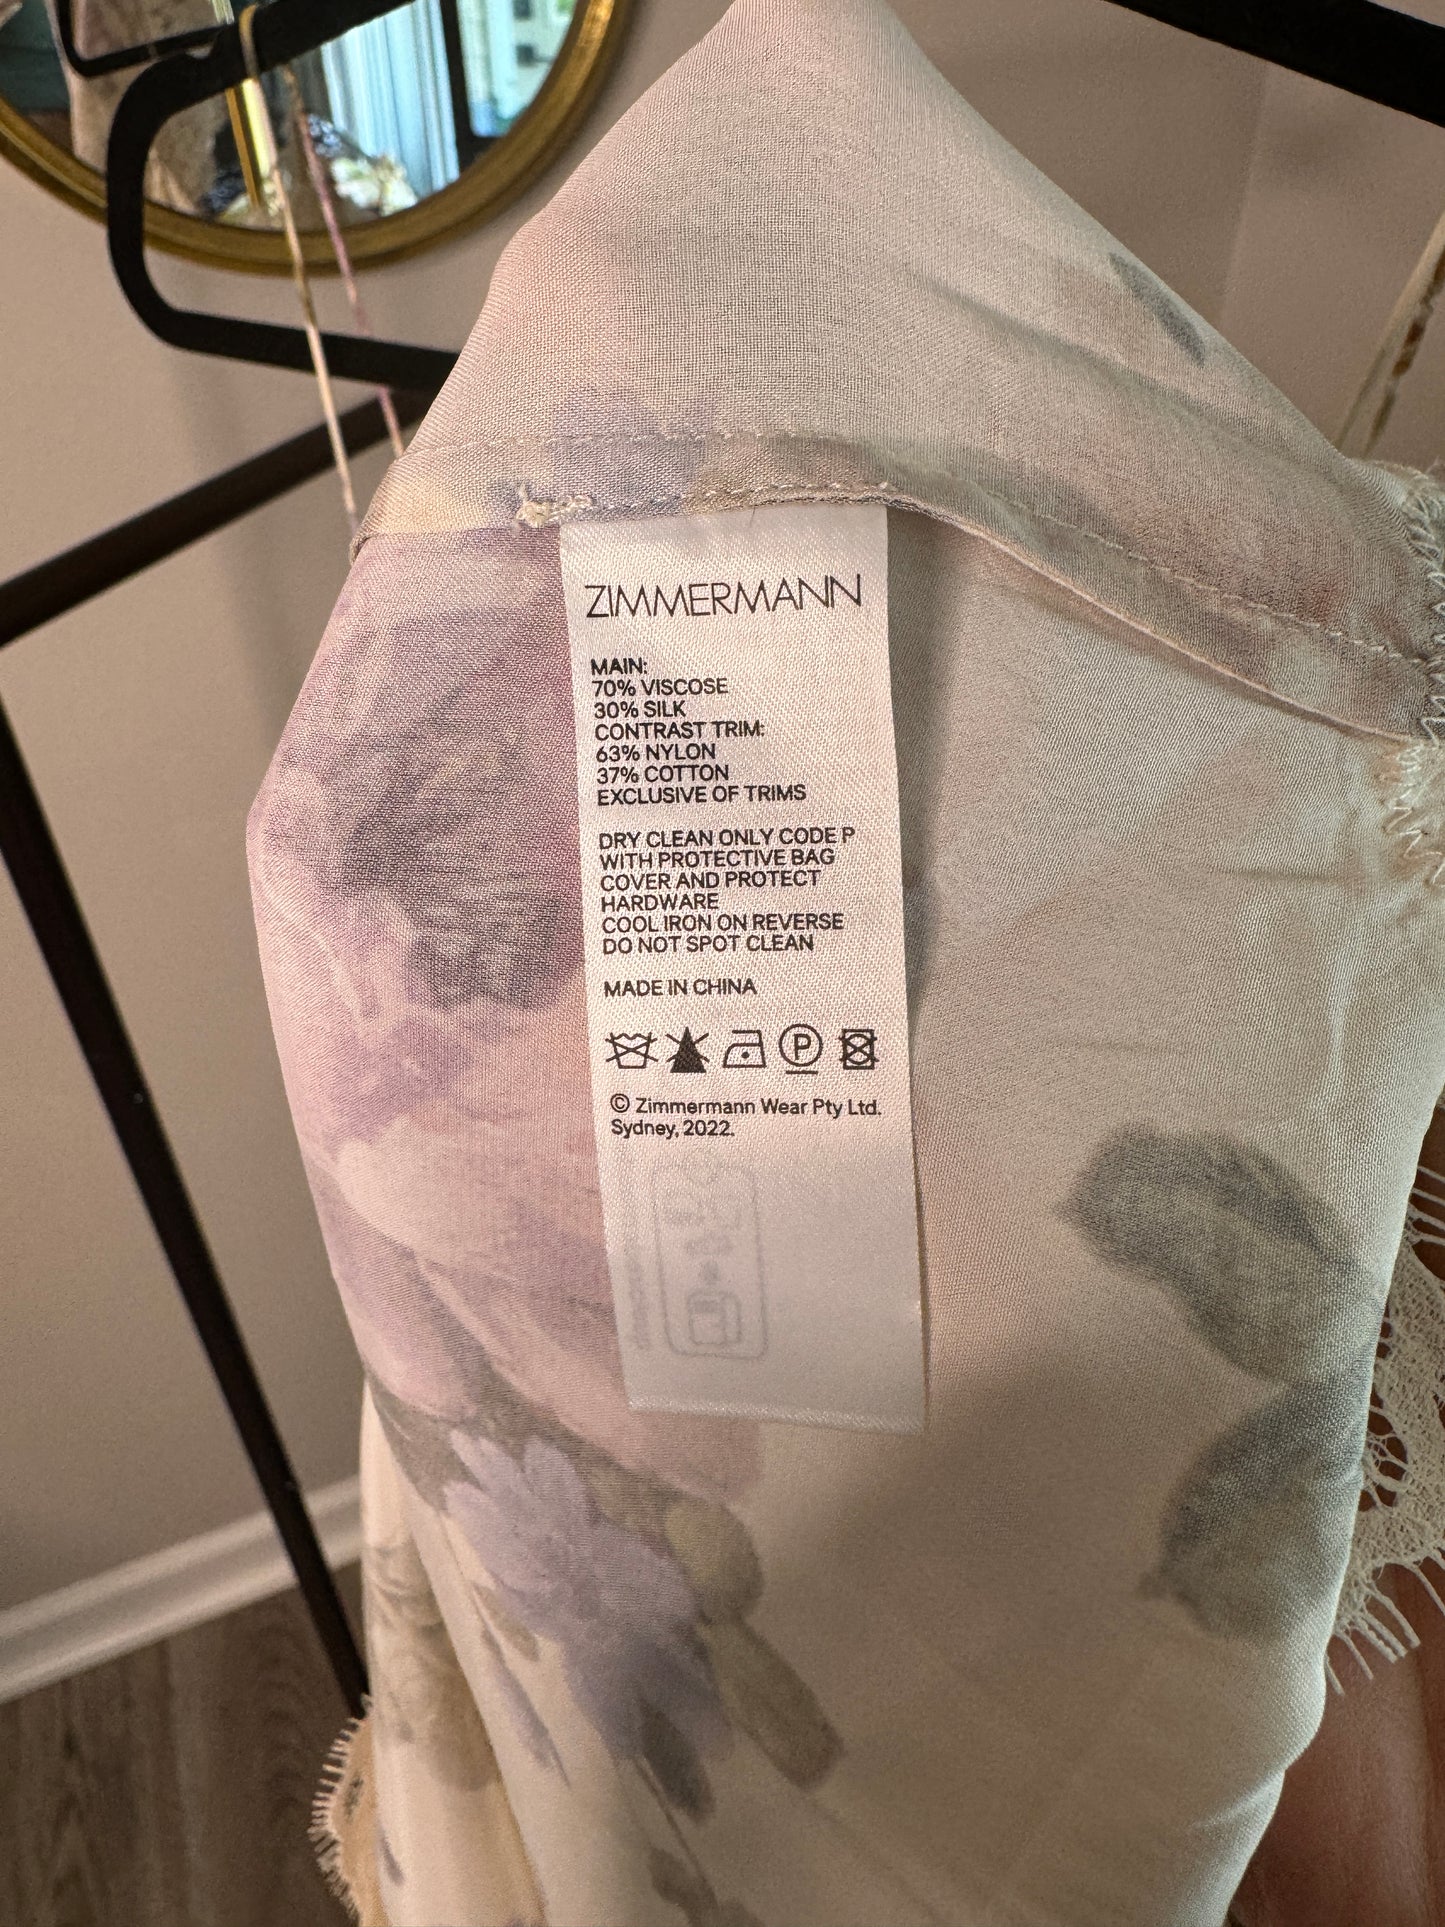 ZIMMERMANN
MAIN:
70% VISCOSE
30% SILK
CONTRAST TRIM:
63% NYLON
37% COTTON
EXCLUSIVE OF TRIMS
DRY CLEAN ONLY CODE P
WITH PROTECTIVE BAG
COVER AND PROTECT
HARDWARE
COOL IRON ON REVERSE
DO NOT SPOT CLEAN
MADE IN CHINA
P
© Zimmermann Wear Pty Ltd.
Sydney, 2022.